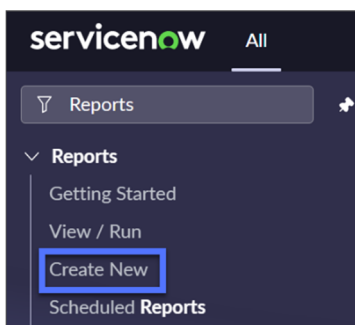 servicenow All
Reports
Reports
Getting Started
View / Run
Create New
Scheduled Reports